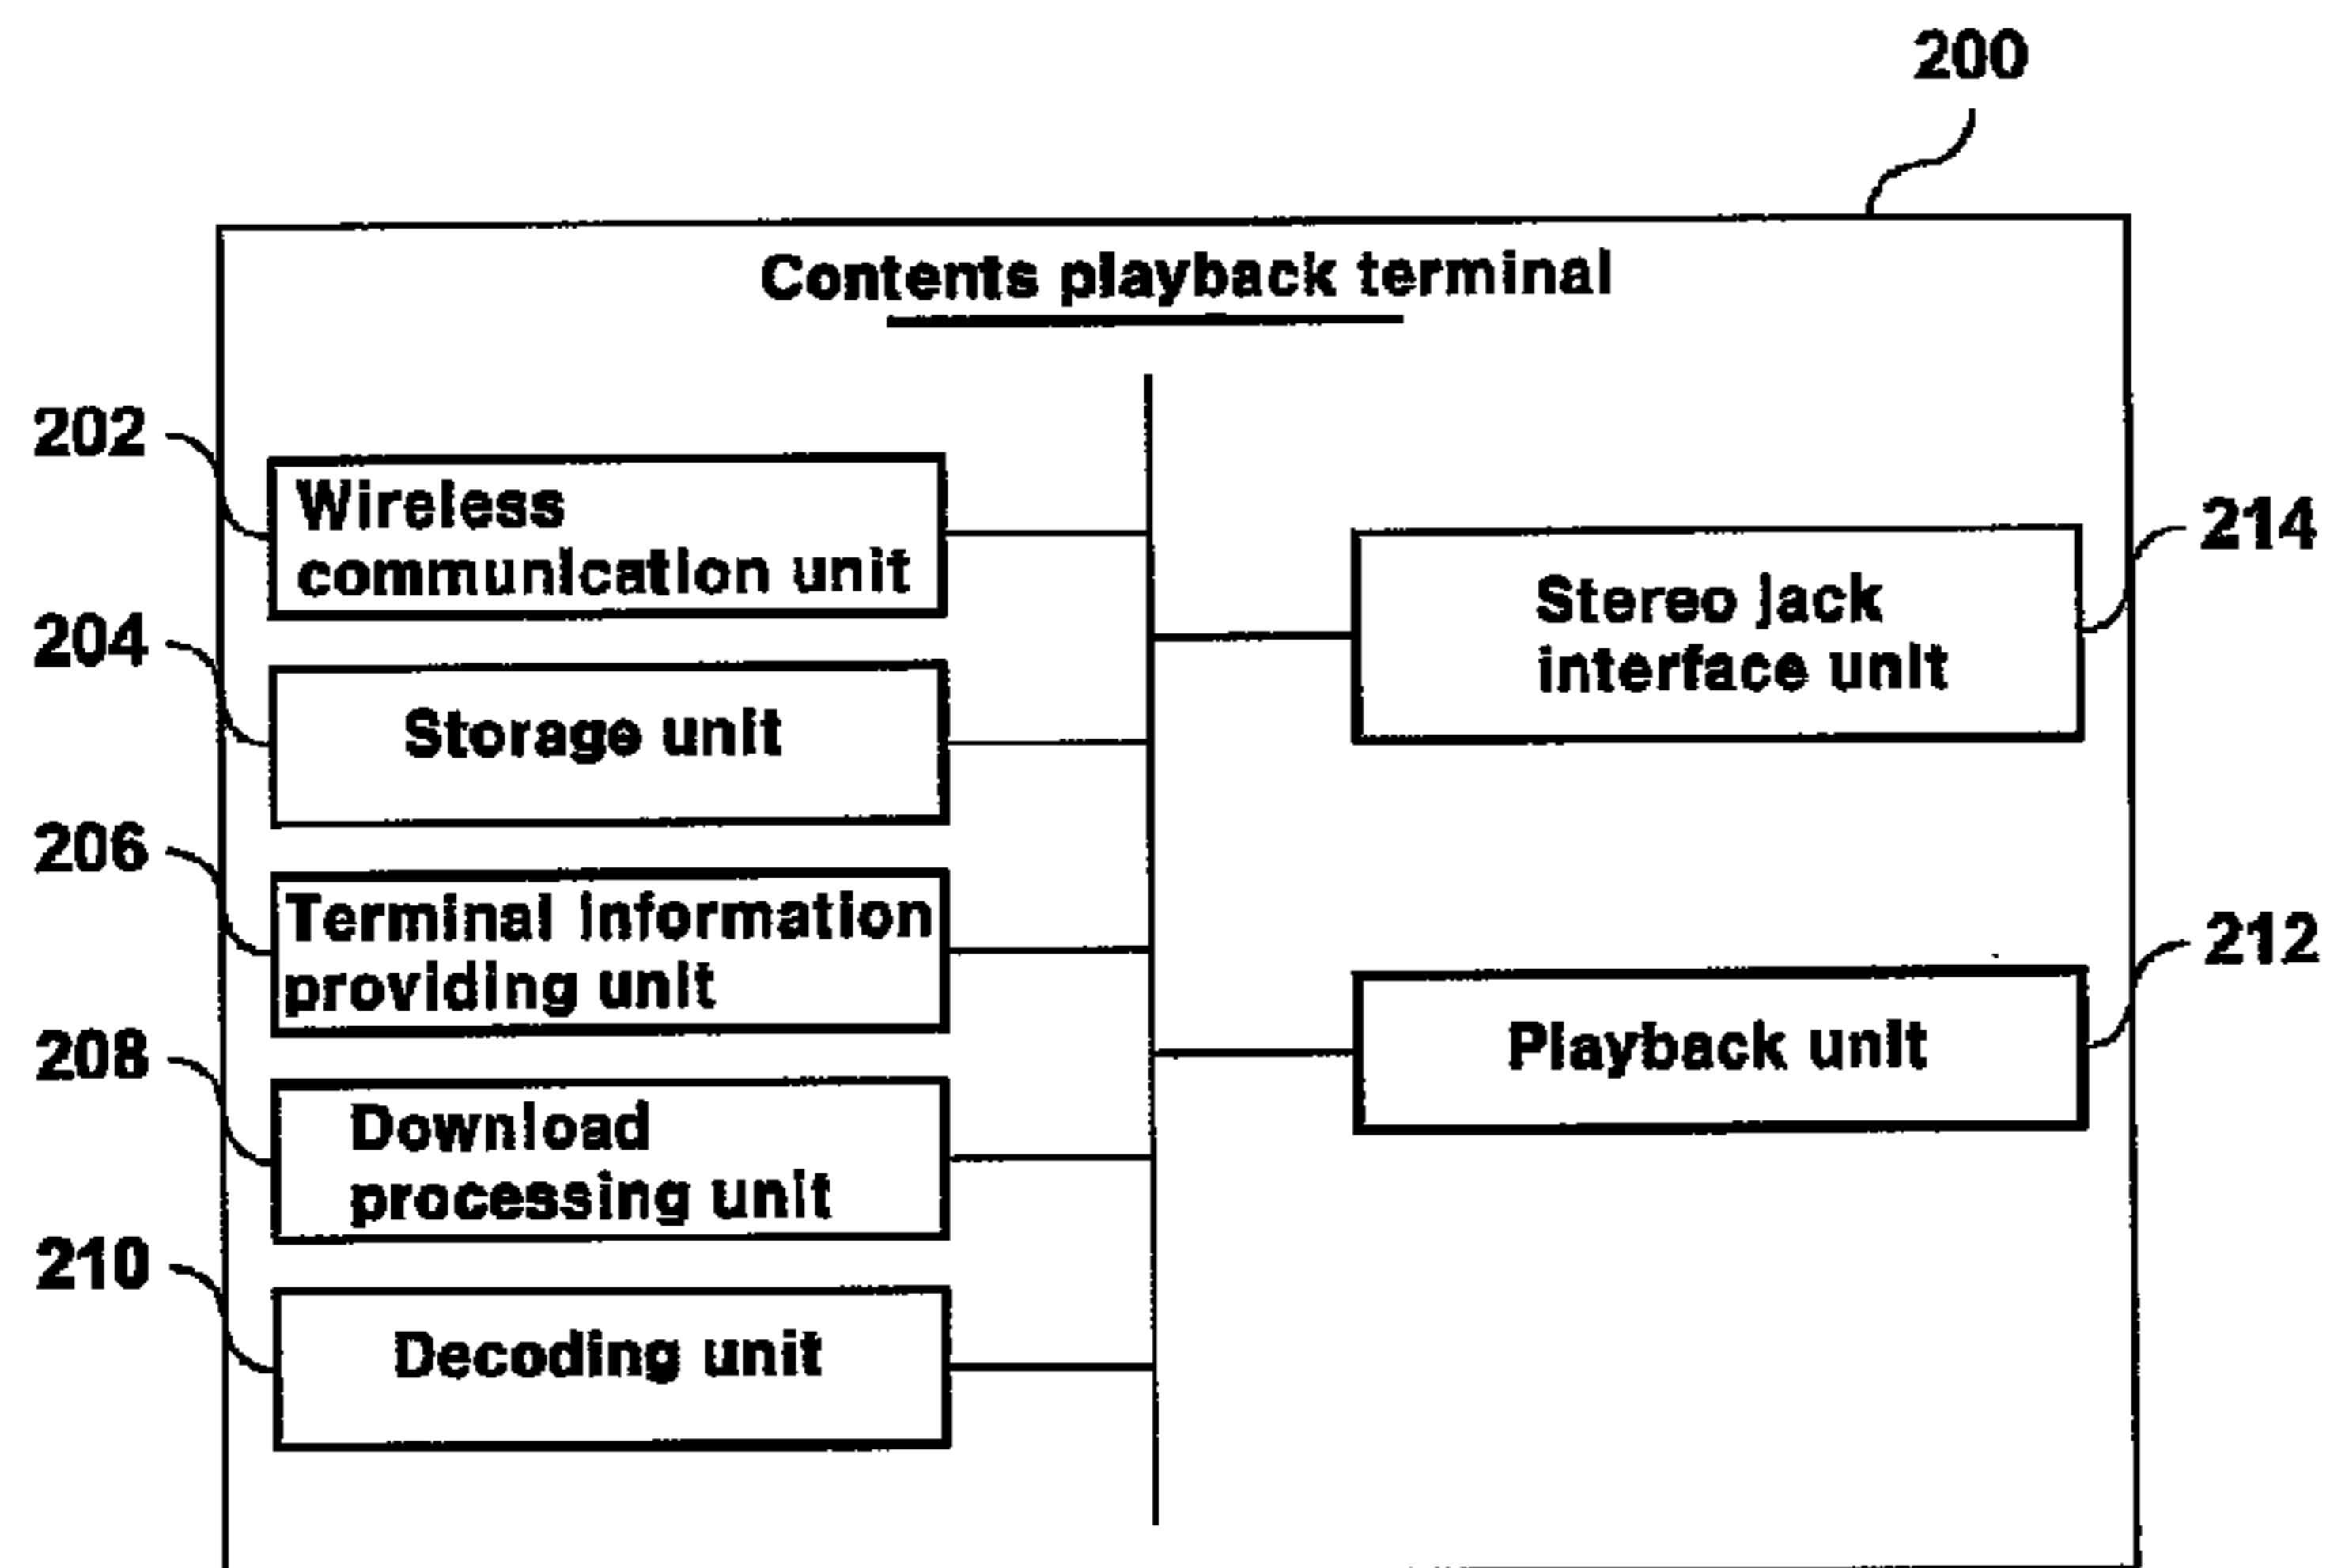 200
Contents playback terminal
202
Wireless
communication unit
204
Storage unit
206
Terminal information
providing unit
208
Download
processing unit
210
Decoding unit
214
Stereo jack
interface unit
212
Playback unit